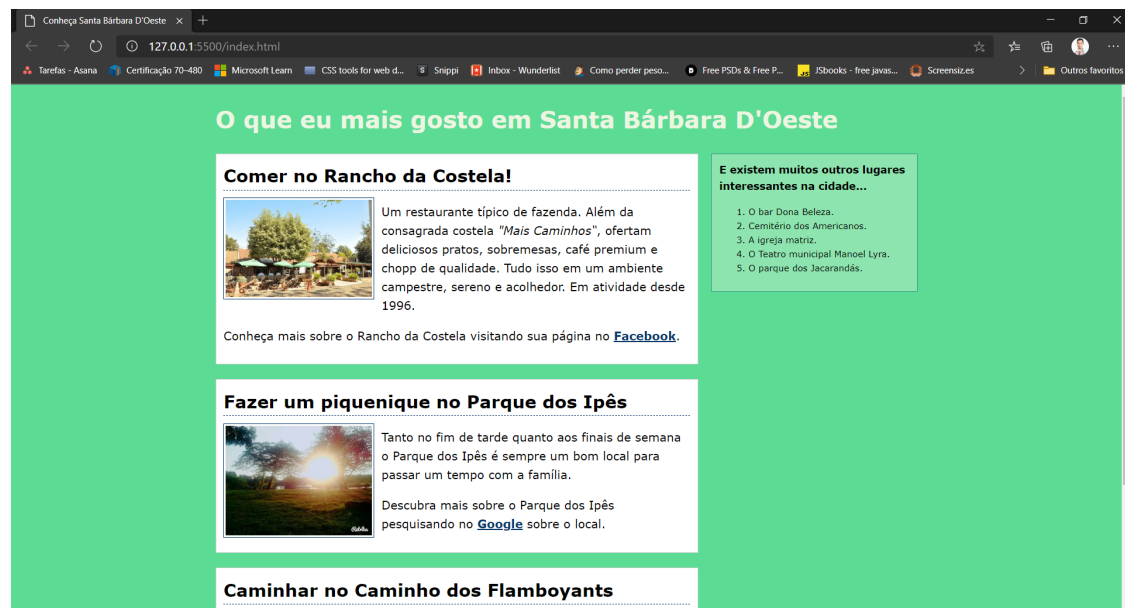 Conheça Santa Bárbara D'Oeste
127.0.0.1:5500/index.html
Tarefas - Asana
Certificação 70-480
Microsoft Learn
CSS tools for web d...
Snippi
Inbox - Wunderlist
Como perder peso...
Free PSDs & Free P...
JSbooks - free javas...
Screensiz.es
Outros favoritos
O que eu mais gosto em Santa Bárbara D'Oeste
Comer no Rancho da Costela!
Um restaurante típico de fazenda. Além da
consagrada costela "Mais Caminhos", ofertam
deliciosos pratos, sobremesas, café premium e
chopp de qualidade. Tudo isso em um ambiente
campestre, sereno e acolhedor. Em atividade desde
1996.
Conheça mais sobre o Rancho da Costela visitando sua página no Facebook.
Fazer um piquenique no Parque dos Ipês
Tanto no fim de tarde quanto aos finais de semana
o Parque dos Ipês é sempre um bom local para
passar um tempo com a família.
Descubra mais sobre o Parque dos Ipês
pesquisando no Google sobre o local.
Caminhar no Caminho dos Flamboyants
E existem muitos outros lugares
interessantes na cidade...
1. O bar Dona Beleza.
2. Cemitério dos Americanos.
3. A igreja matriz.
4. O Teatro municipal Manoel Lyra.
5. O parque dos Jacarandás.